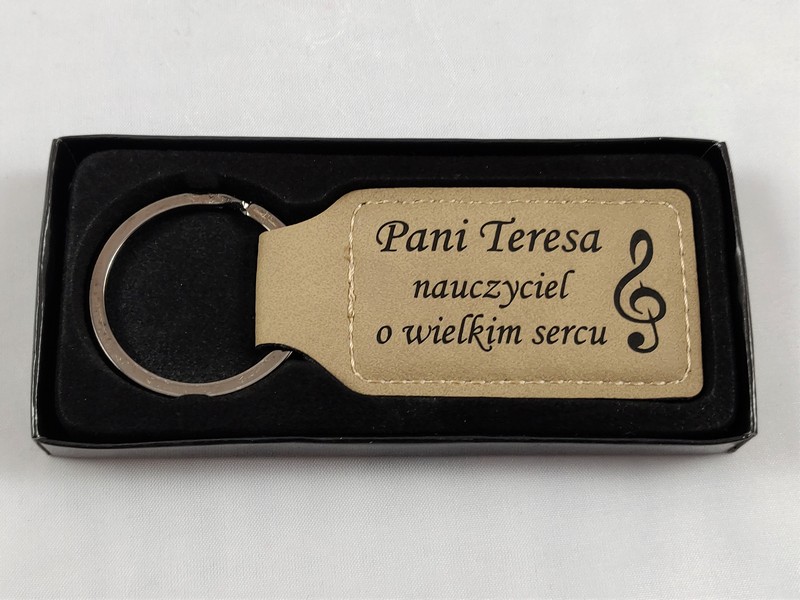 Pani Teresa
nauczyciel
o wielkim sercu